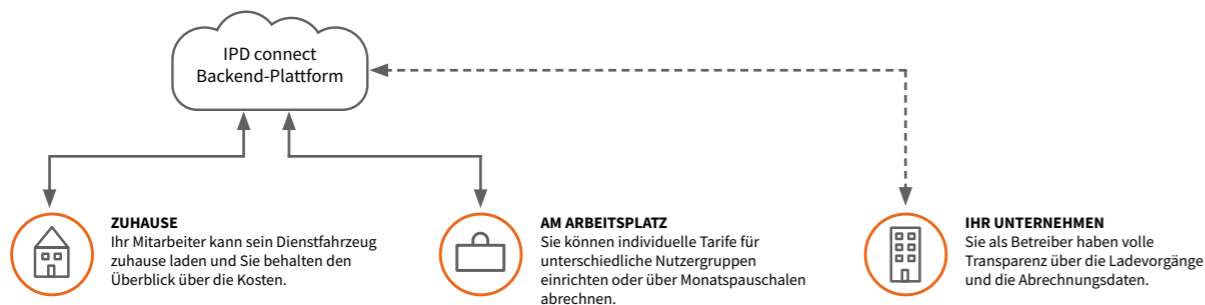 IPD connect
Backend-Plattform
ZUHAUSE
Ihr Mitarbeiter kann sein Dienstfahrzeug
zuhause laden und Sie behalten den
Überblick über die Kosten.
AM ARBEITSPLATZ
Sie können individuelle Tarife für
unterschiedliche Nutzergruppen
einrichten oder über Monatspauschalen
abrechnen.
IHR UNTERNEHMEN
Sie als Betreiber haben volle
Transparenz über die Ladevorgänge
und die Abrechnungsdaten.